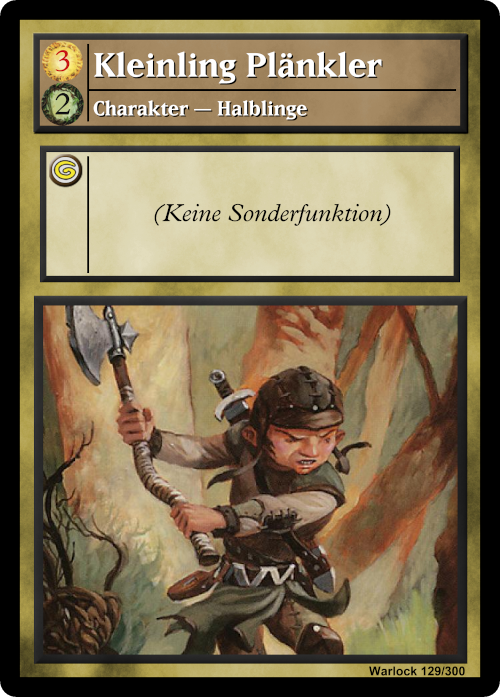 3
Kleinling Plänkler
2
Charakter — Halblinge
G
(Keine Sonderfunktion)
Warlock 129/300